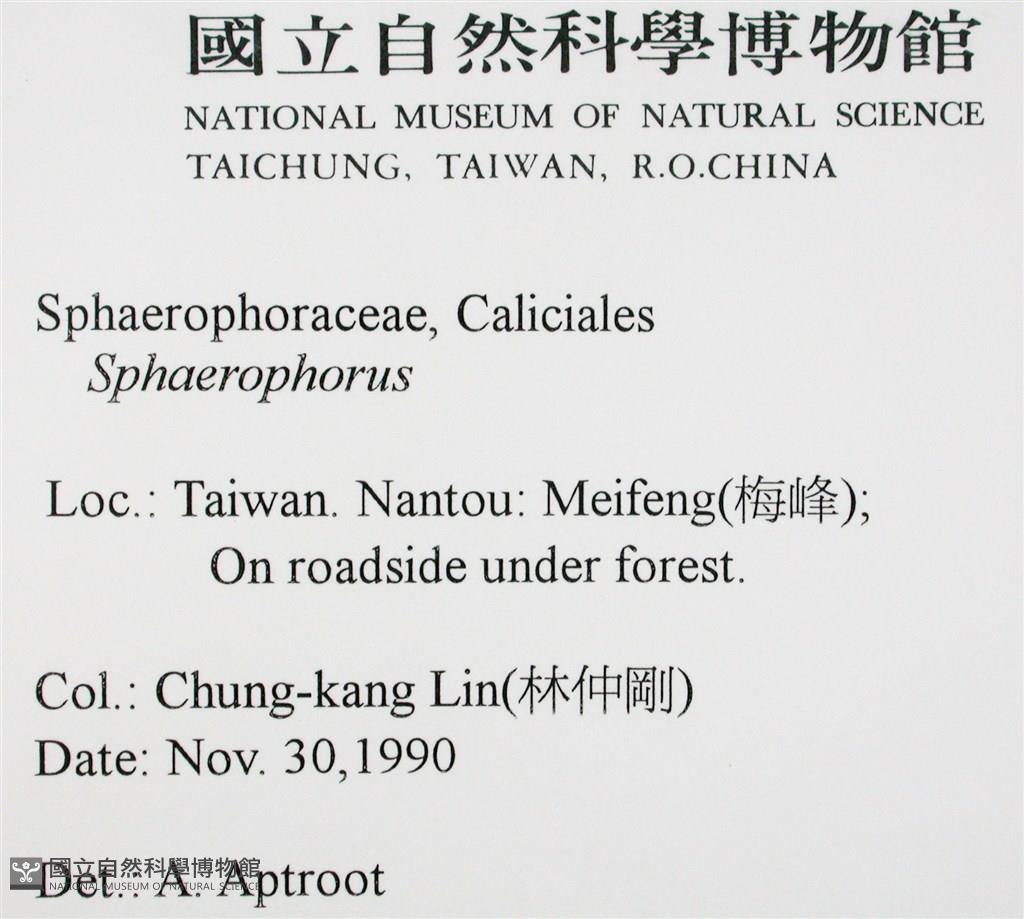 國立自然科學博物館
NATIONAL MUSEUM OF NATURAL SCIENCE
TAICHUNG, TAIWAN, R.O.CHINA
Sphaerophoraceae, Caliciales
Sphaerophorus
Loc.: Taiwan. Nantou: Meifeng(梅峰);
On roadside under forest.
Col.: Chung-kang Lin(林仲剛)
Date: Nov. 30,1990
Det.: A. Aptroot
國立自然科學博物館
NATIONAL MUSEUM OF NATURAL SCIENCE